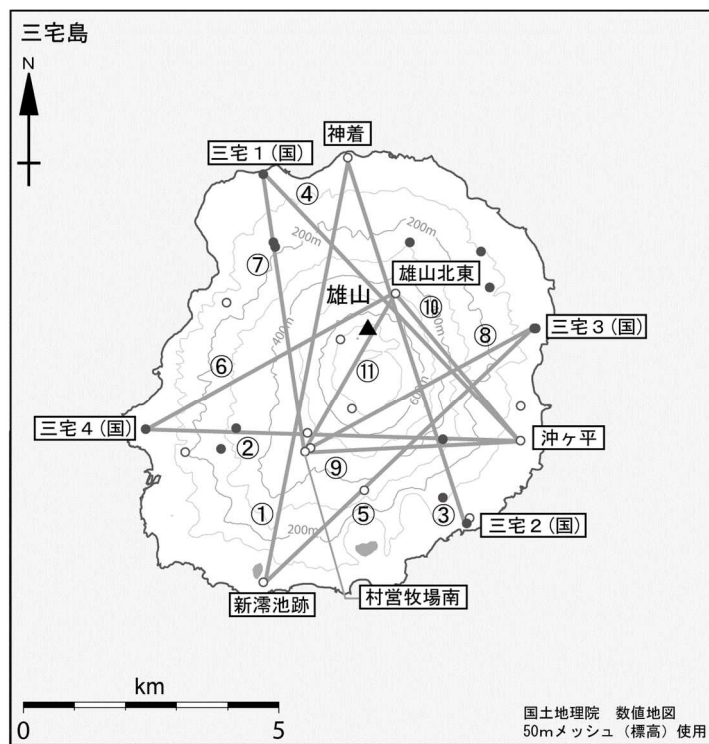 三宅島
N
神着
三宅1(国)
④
200m
200m
⑦
雄山北東
雄山
⑩
400m
三宅3(国)
⑧
⑥
⑪
600m
三宅4(国)
②
沖ヶ平
⑨
①
⑤
③
200m
三宅2(国)
新澪池跡
村営牧場南
km
0
5
国土地理院 数値地図
50mメッシュ(標高)使用